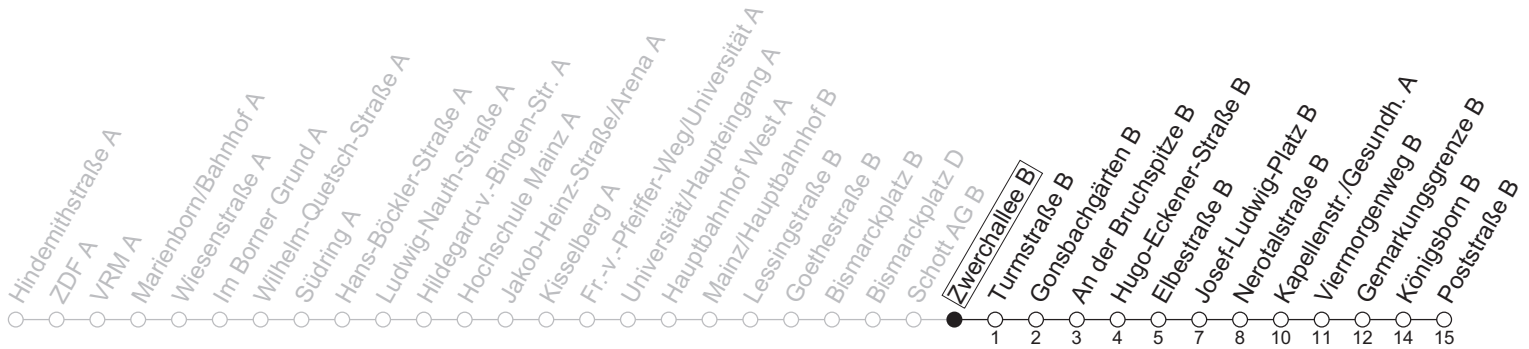 Hindemithstraße A
ZDF A
VRM A
Marienborn/Bahnhof A
Wiesenstraße A
Im Borner Grund A
Wilhelm-Quetsch-Straße A
Südring A
Hans-Böckler-Straße A
Ludwig-Nauth-Straße A
Hildegard-v.-Bingen-Str. A
Hochschule Mainz A
Jakob-Heinz-Straße/Arena A
Kisselberg A
Fr.-v.-Pfeiffer-Weg/Universität A
Universität/Haupteingang A
Hauptbahnhof West A
Mainz/Hauptbahnhof B
Lessingstraße B
Goethestraße B
Bismarckplatz B
Bismarckplatz D
Schott AG B
Zwerchallee B
Turmstraße B
Gonsbachgärten B
An der Bruchspitze B
Hugo-Eckener-Straße B
Elbestraße B
Josef-Ludwig-Platz B
Nerotalstraße B
Kapellenstr./Gesundh. A
Viermorgenweg B
Gemarkungsgrenze B
Königsborn B
Poststraße B
1 2 3 4 5 7 8 10 11 12 14 15